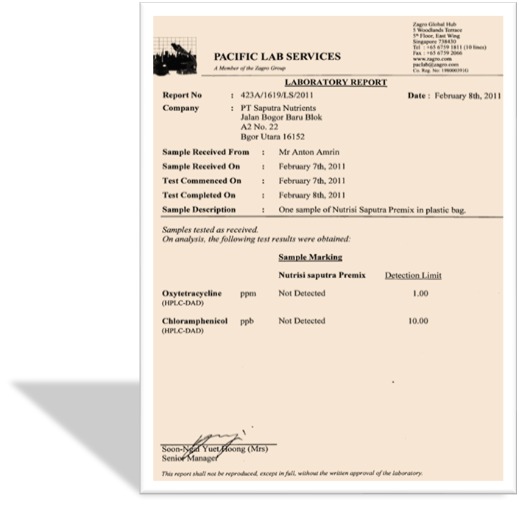 Zagro Global Hub
5 Woodlands Terrace
5th Floor, East Wing
Singapore 738430
Tel : +65 6759 1811 (10 lines)
Fax : +65 6759 2066
www.zagro.com
paclab@zagro.com
Co. Reg. No:
PACIFIC LAB SERVICES
A Member of the Zagro Group
LABORATORY REPORT
Report No : 423A/1619/LS/2011 Date : February 8th, 2011
Company : PT Saputra Nutrients
Jalan Bogor Baru Blok
A2 No. 22
Bgor Utara 16152
Sample Received From : Mr Anton Amrin
Sample Received On : February 7th, 2011
Test Commenced On : February 7th, 2011
Test Completed On : February 8th, 2011
Sample Description : One sample of Nutrisi Saputra Premix in plastic bag.
Samples tested as received.
On analysis, the following test results were obtained:
Sample Marking
Nutrisi saputra Premix Detection Limit
Oxytetracycline ppm Not Detected 1.00
(HPLC-DAD)
Chloramphenicol ppb Not Detected 10.00
(HPLC-DAD)
Yuet (Mrs)
Senior Manager
This report shall not be reproduced, except in full, without the written approval of the laboratory.